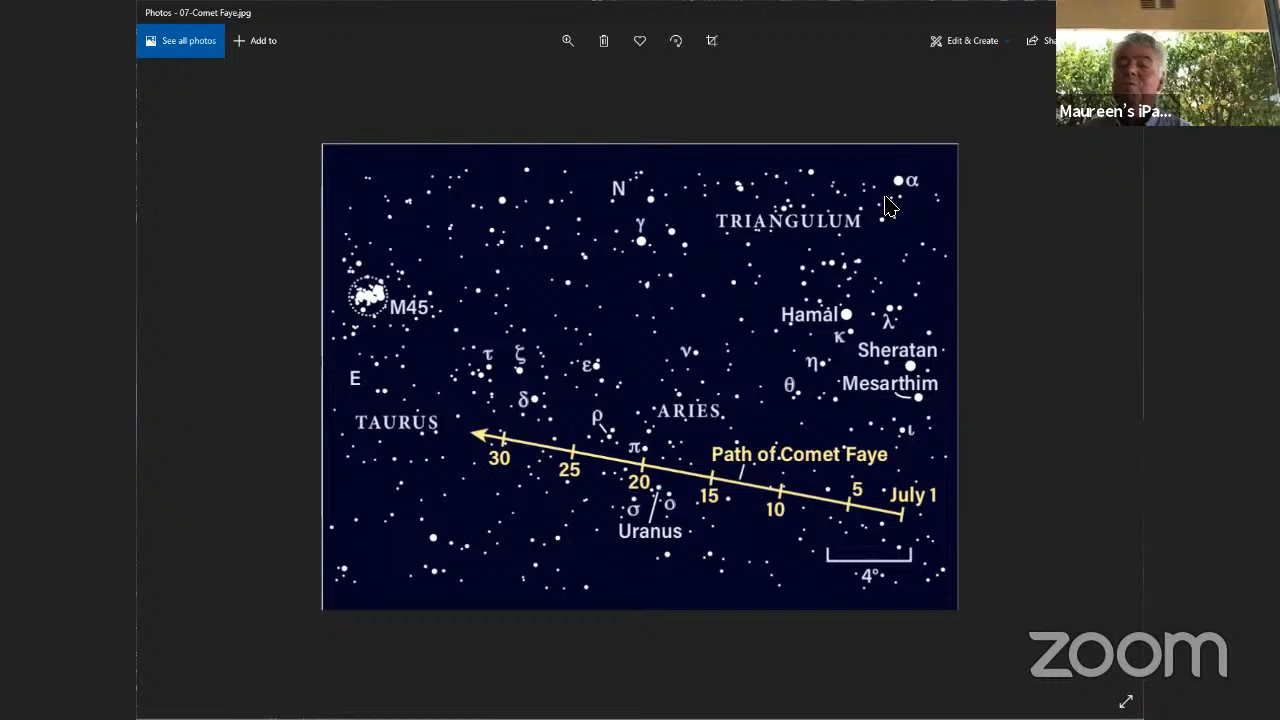 Photos - 07-Comet Faye.jpg
See all photos
Add to
Edit & Create
Sha
Maureen's iPa...
N
α
γ
TRIANGULUM
M45
Hamal
λ
κ
Sheratan
τ ζ ε ν η
E
θ Mesarthim
δ
ρ ARIES
TAURUS
ι
π Path of Comet Faye
30 25 20 15 10 5 July 1
σ ο
Uranus
4°
zoom